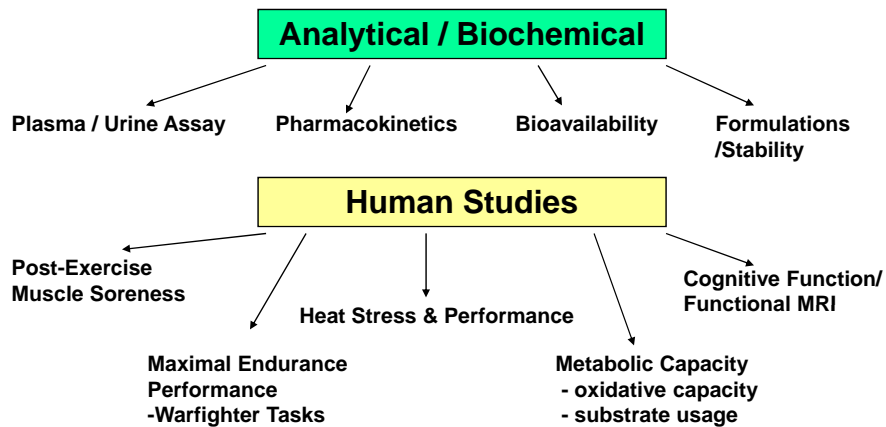 Analytical / Biochemical
Plasma / Urine Assay
Pharmacokinetics
Bioavailability
Formulations
/Stability
Human Studies
Post-Exercise
Muscle Soreness
Cognitive Function/
Functional MRI
Heat Stress & Performance
Maximal Endurance
Performance
-Warfighter Tasks
Metabolic Capacity
- oxidative capacity
- substrate usage